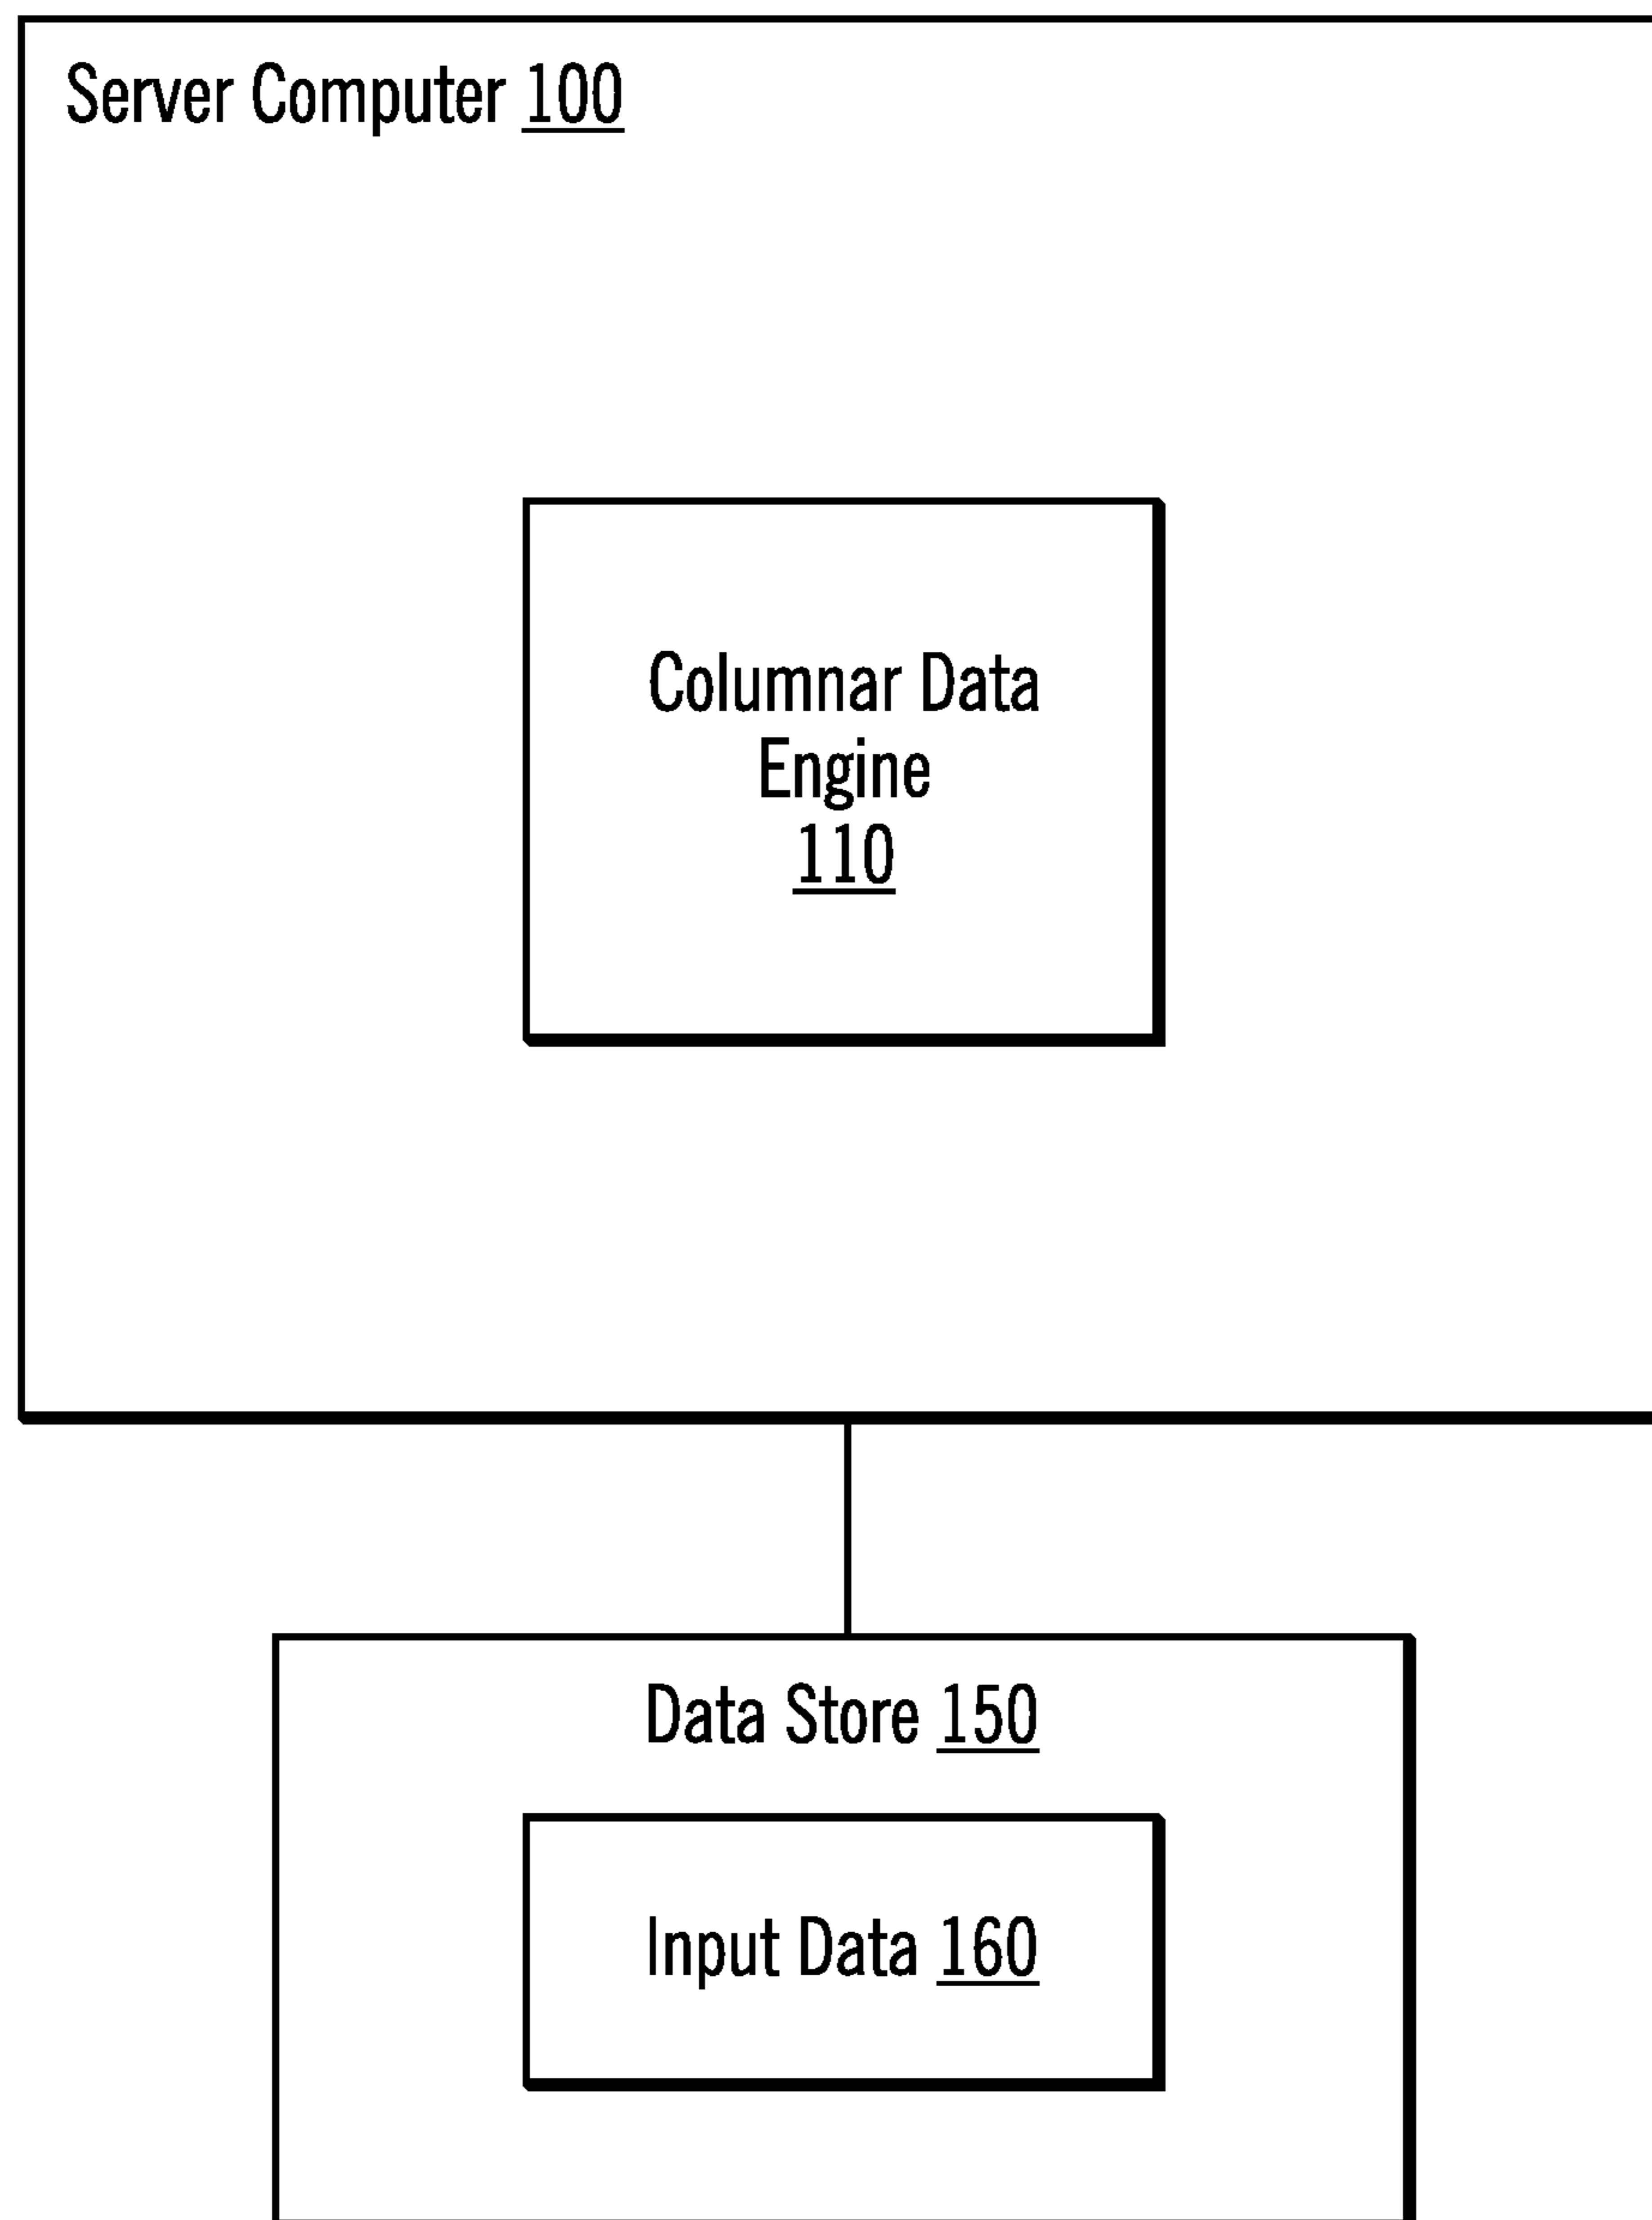 Server Computer 100
Columnar Data
Engine
110
Data Store 150
Input Data 160